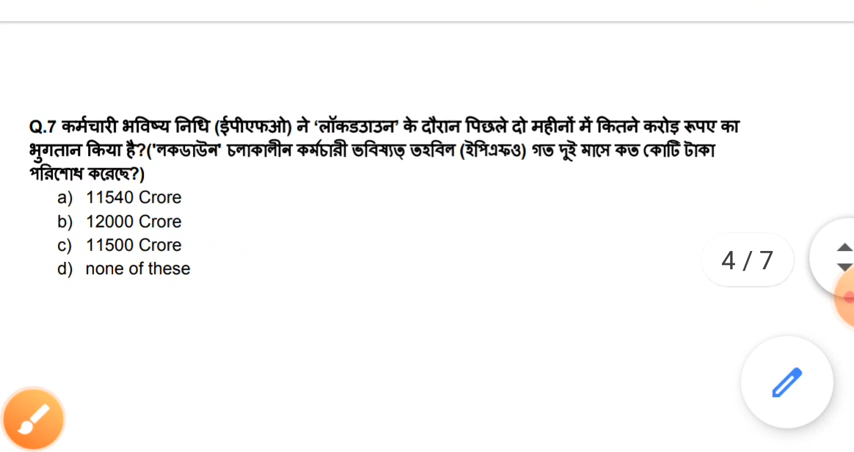 Q.7 कर्मचारी भविष्य निधि (ईपीएफओ) ने ‘लॉकडाउन’ के दौरान पिछले दो महीनों में कितने करोड़ रूपए का
भुगतान किया है?('লকডাউন' চলাকালীন কর্মচারী ভবিষ্যত্ তহবিল (ইপিএফও) গত দুই মাসে কত কোটি টাকা
পরিশোধ করেছে?)
a) 11540 Crore
b) 12000 Crore
c) 11500 Crore
d) none of these
4 / 7